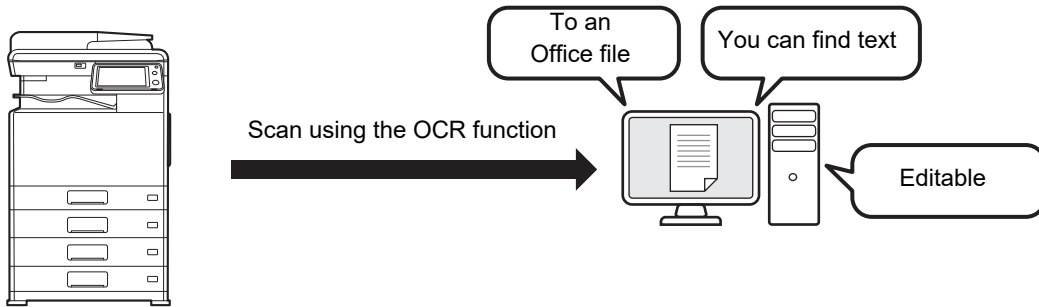 To an
Office file
You can find text
Scan using the OCR function
Editable